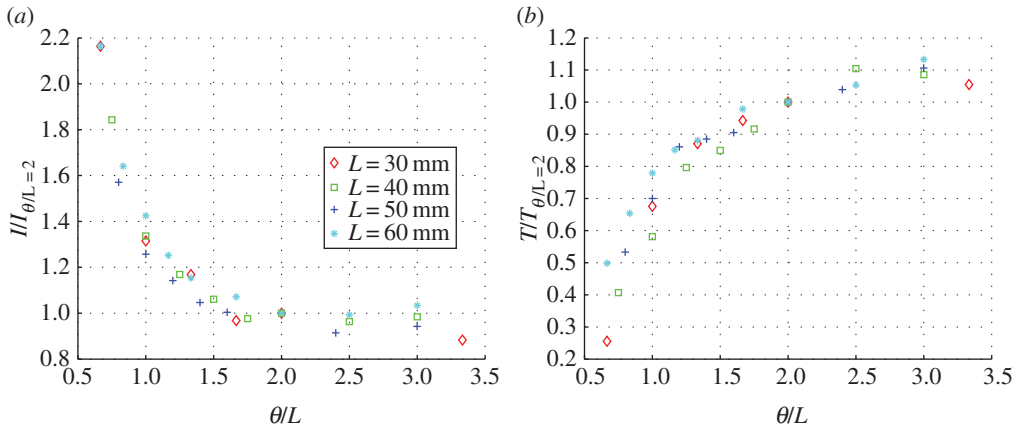 (a)
I/I_θ/L=2
2.2
2.0
1.8
1.6
1.4
1.2
1.0
0.8
0.5 1.0 1.5 2.0 2.5 3.0 3.5
θ/L
L = 30 mm
L = 40 mm
L = 50 mm
L = 60 mm
(b)
T/T_θ/L=2
1.2
1.1
1.0
0.9
0.8
0.7
0.6
0.5
0.4
0.3
0.2
0.5 1.0 1.5 2.0 2.5 3.0 3.5
θ/L